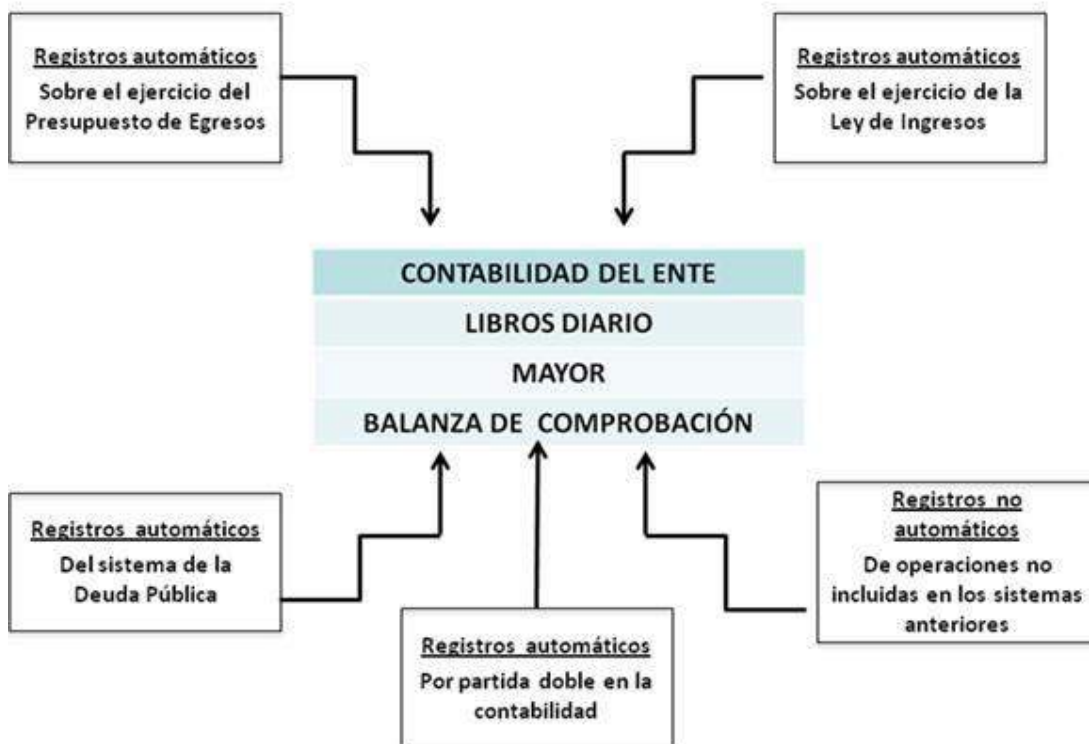 Registros automáticos
Sobre el ejercicio del
Presupuesto de Egresos
Registros automáticos
Sobre el ejercicio de la
Ley de Ingresos
CONTABILIDAD DEL ENTE
LIBROS DIARIO
MAYOR
BALANZA DE COMPROBACIÓN
Registros automáticos
Del sistema de la
Deuda Pública
Registros automáticos
Por partida doble en la
contabilidad
Registros no
automáticos
De operaciones no
incluidas en los sistemas
anteriores